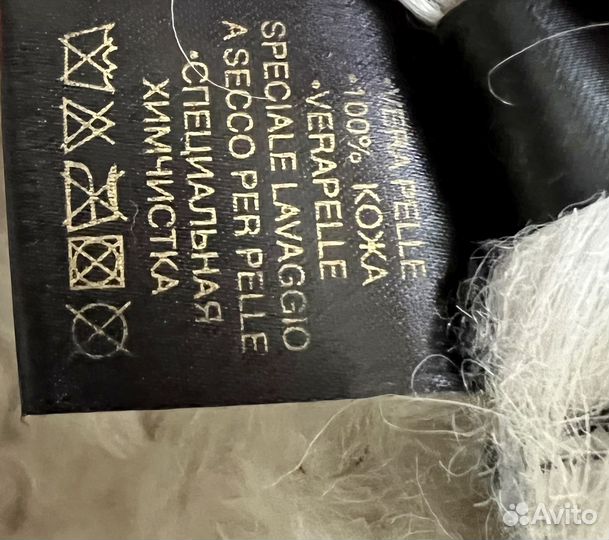 •VERA PELLE
•100% КОЖА
•VERAPELLE
SPECIALE LAVAGGIO
A SECCO PER PELLE
•СПЕЦИАЛЬНАЯ
ХИМЧИСТКА
Avito